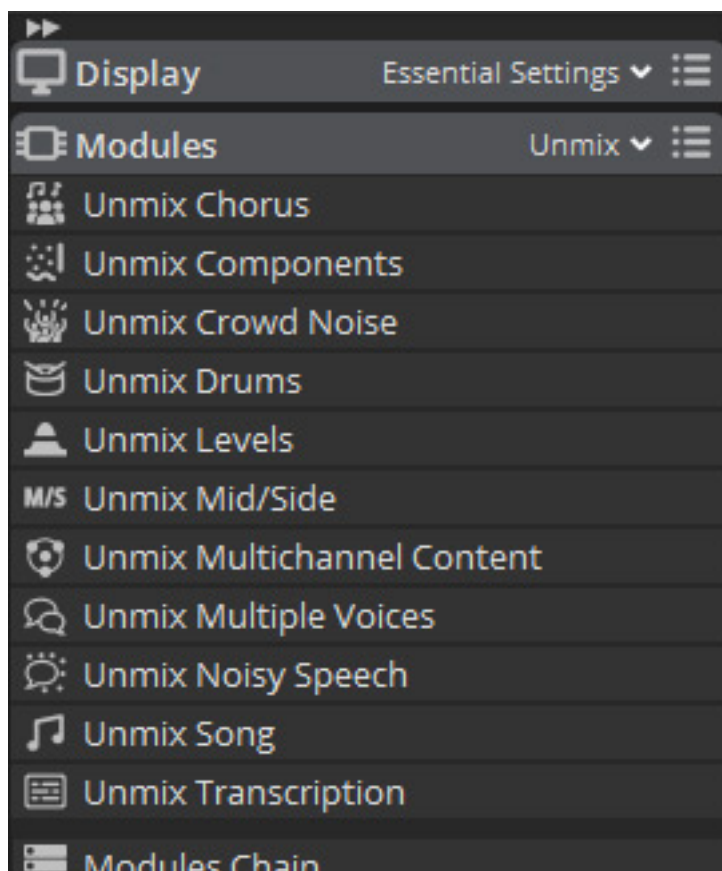 Display Essential Settings
Modules Unmix
Unmix Chorus
Unmix Components
Unmix Crowd Noise
Unmix Drums
Unmix Levels
M/S Unmix Mid/Side
Unmix Multichannel Content
Unmix Multiple Voices
Unmix Noisy Speech
Unmix Song
Unmix Transcription
Modules Chain